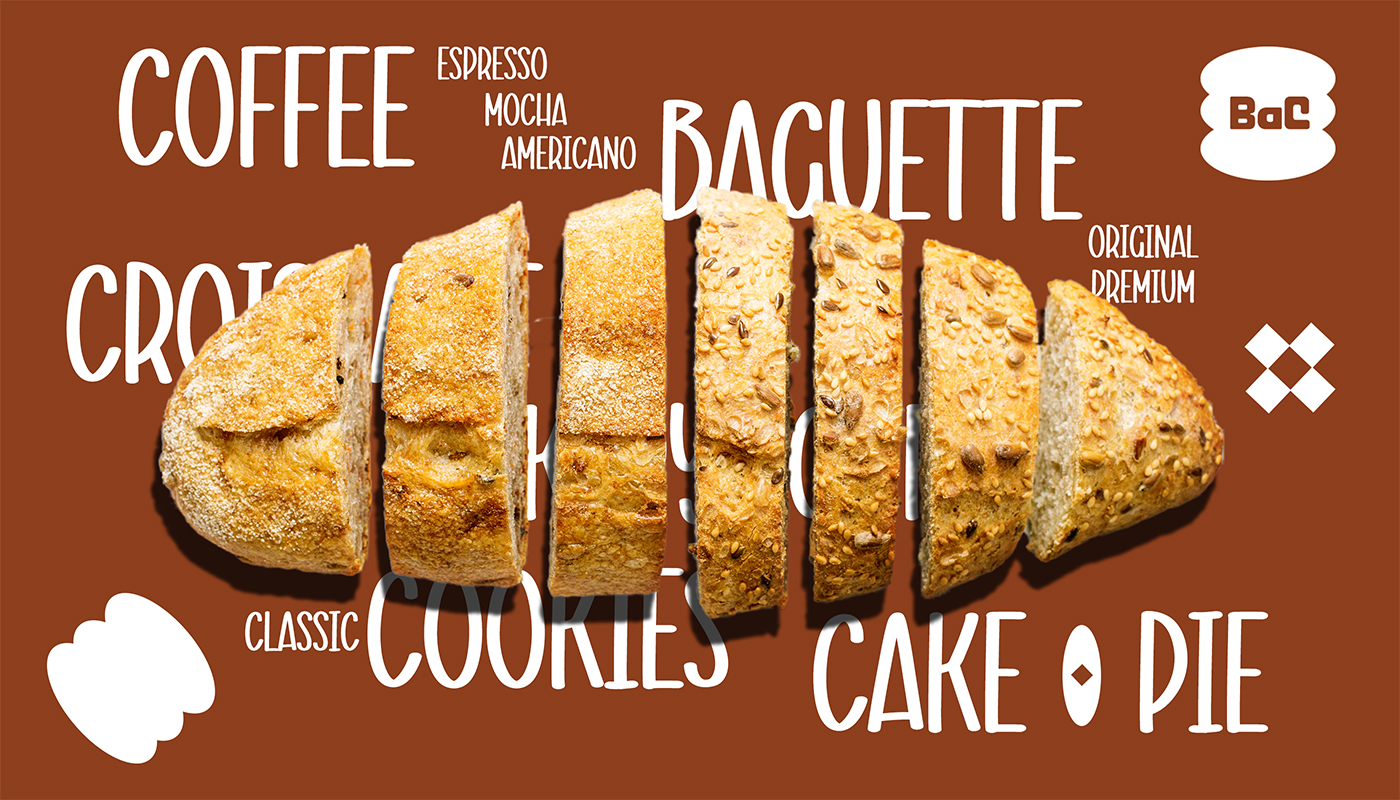 COFFEE
ESPRESSO
MOCHA
AMERICANO
BAGUETTE
BaC
ORIGINAL
PREMIUM
CLASSIC
COOKIES
CAKE
PIE